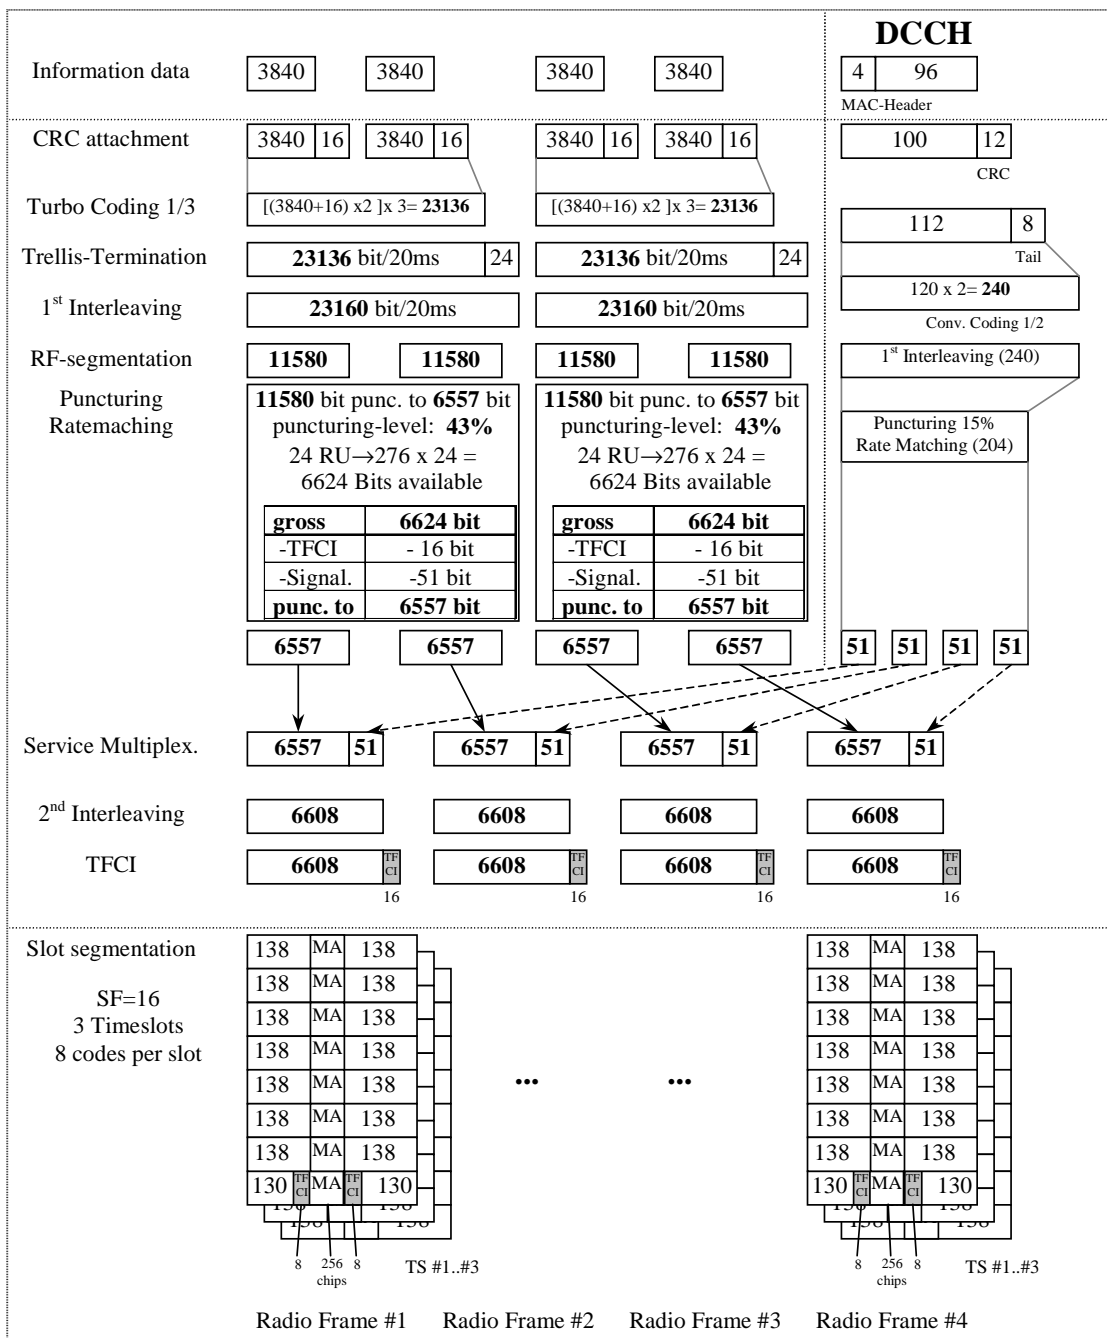 DCCH
Information data 3840 3840 3840 3840 4 96
MAC-Header
CRC attachment 3840 16 3840 16 3840 16 3840 16 100 12
CRC
Turbo Coding 1/3 [(3840+16) x2 ]x 3= 23136 [(3840+16) x2 ]x 3= 23136
112 8
Tail
Trellis-Termination 23136 bit/20ms 24 23136 bit/20ms 24
120 x 2= 240
Conv. Coding 1/2
1st Interleaving 23160 bit/20ms 23160 bit/20ms
RF-segmentation 11580 11580 11580 11580 1st Interleaving (240)
Puncturing
Ratemaching
11580 bit punc. to 6557 bit 11580 bit punc. to 6557 bit
puncturing-level: 43% puncturing-level: 43%
24 RU→276 x 24 = 24 RU→276 x 24 =
6624 Bits available 6624 Bits available
Puncturing 15%
Rate Matching (204)
gross 6624 bit gross 6624 bit
-TFCI - 16 bit -TFCI - 16 bit
-Signal. -51 bit -Signal. -51 bit
punc. to 6557 bit punc. to 6557 bit
6557 6557 6557 6557 51 51 51 51
Service Multiplex. 6557 51 6557 51 6557 51 6557 51
2nd Interleaving 6608 6608 6608 6608
TFCI 6608 TF CI 6608 TF CI 6608 TF CI 6608 TF CI
16 16 16 16
Slot segmentation
SF=16
3 Timeslots
8 codes per slot
138 MA 138 138 MA 138
138 MA 138 138 MA 138
138 MA 138 138 MA 138
138 MA 138 138 MA 138
... ...
138 MA 138 138 MA 138
138 MA 138 138 MA 138
138 MA 138 138 MA 138
130 TF CI MA TF CI 130 130 TF CI MA TF CI 130
138 138 138 138
138 138 138 138
8 256 8 TS #1..#3 8 256 8 TS #1..#3
chips chips
Radio Frame #1 Radio Frame #2 Radio Frame #3 Radio Frame #4